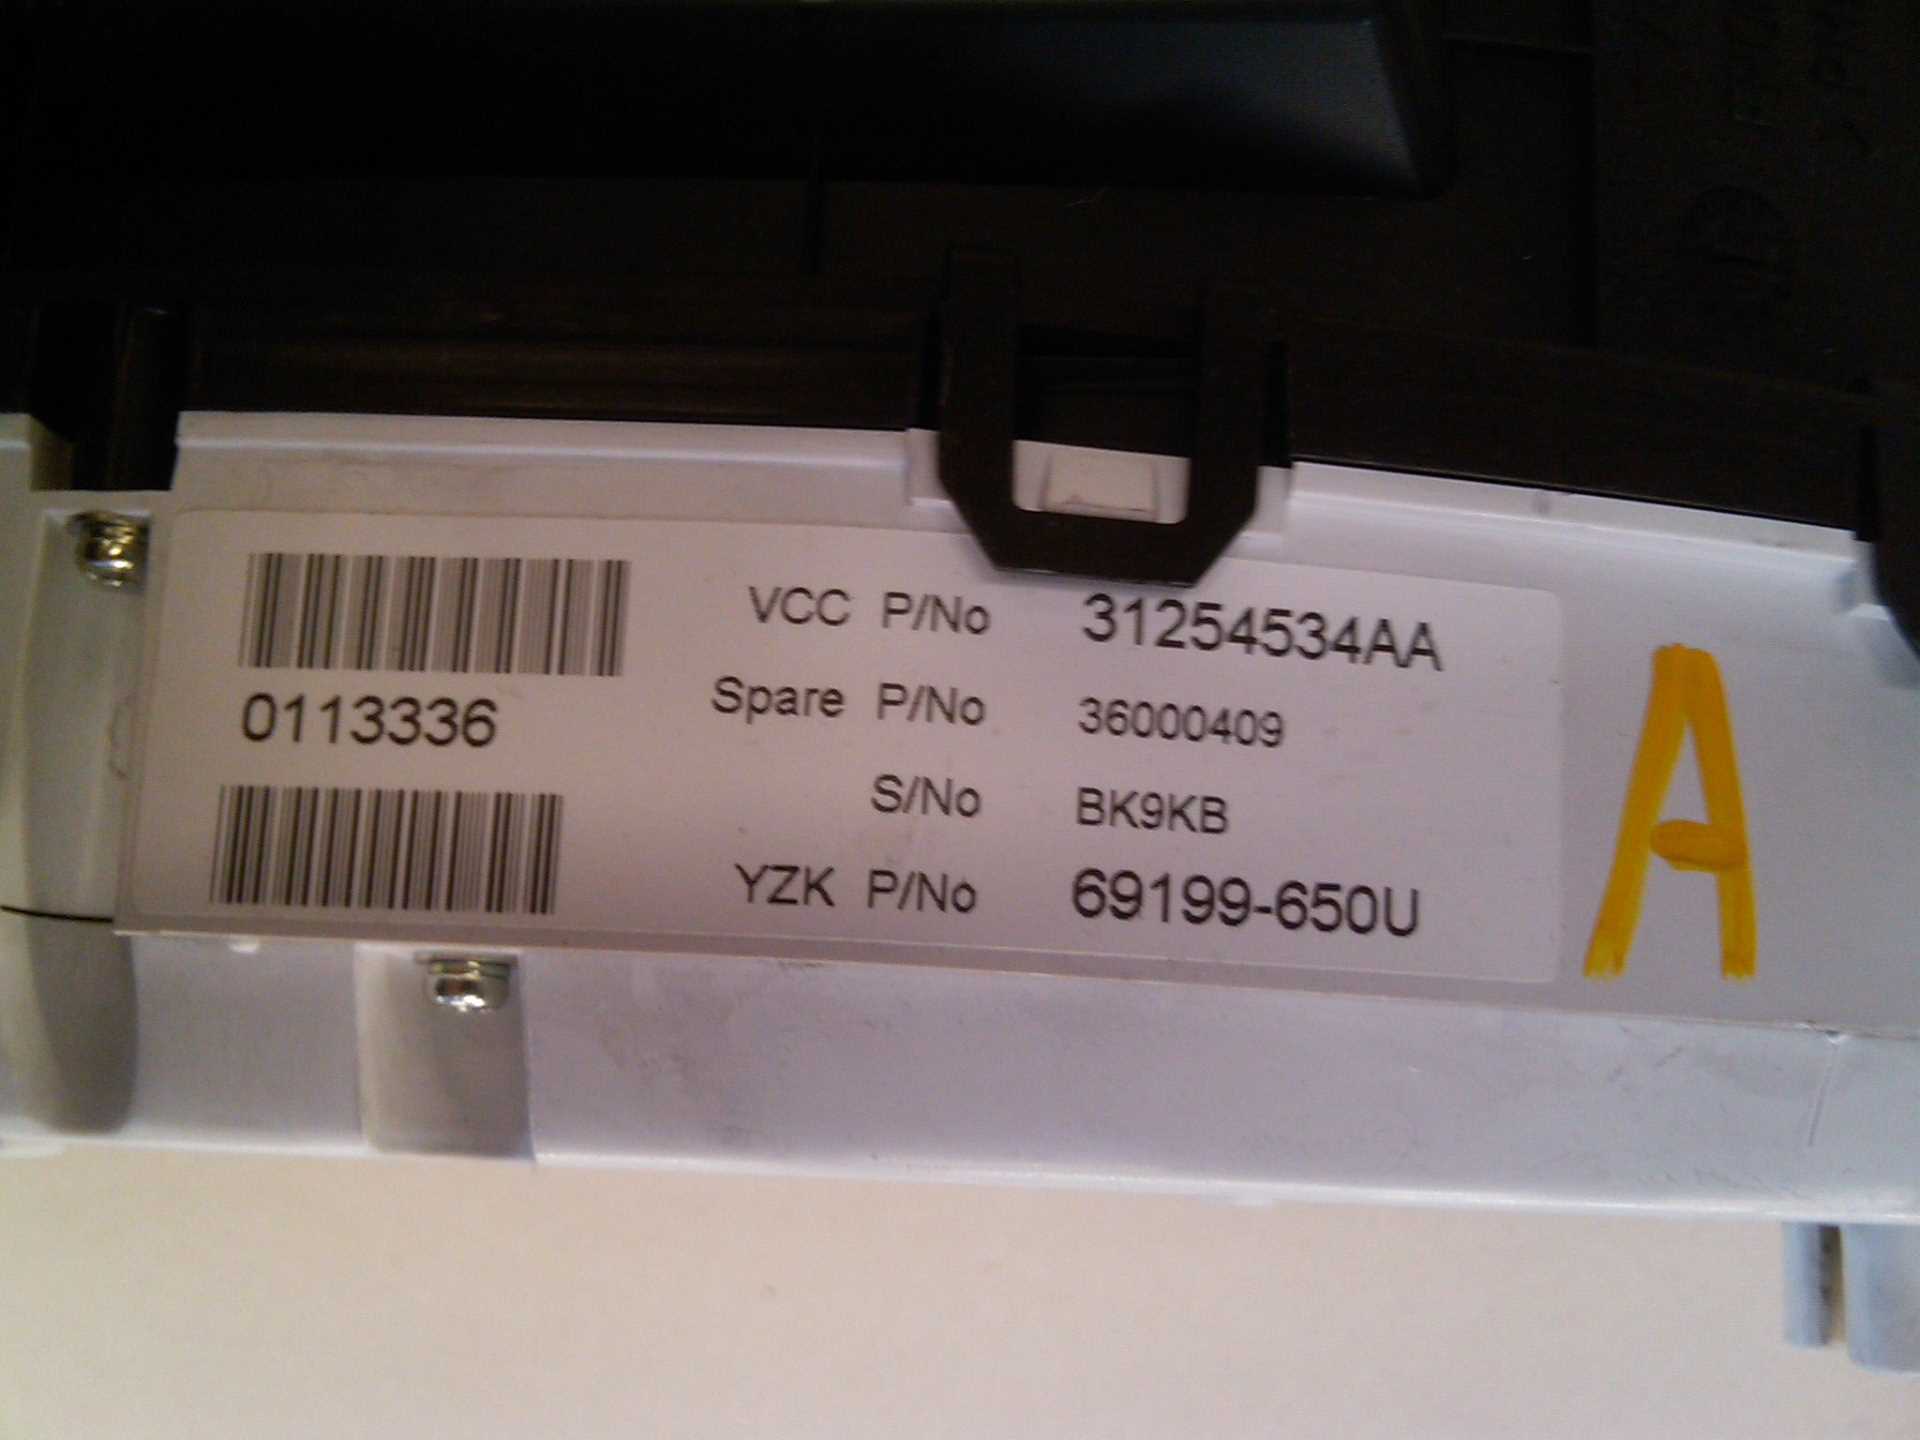 VCC P/No 31254534AA
0113336
Spare P/No 36000409
S/No BK9KB
YZK P/No 69199-650U
A